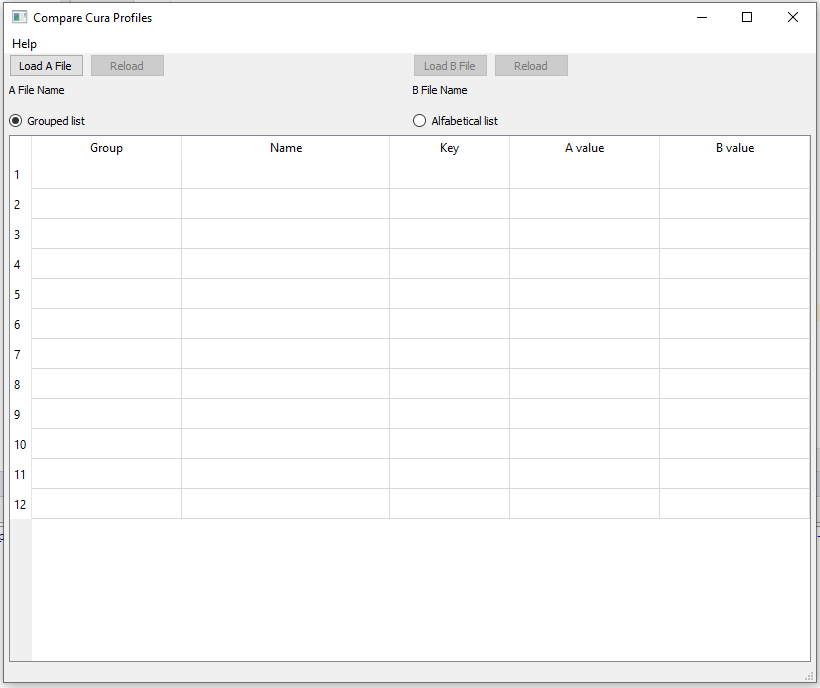 Compare Cura Profiles
Help
Load A File Reload Load B File Reload
A File Name B File Name
Grouped list Alfabetical list
Group Name Key A value B value
1
2
3
4
5
6
7
8
9
10
11
12